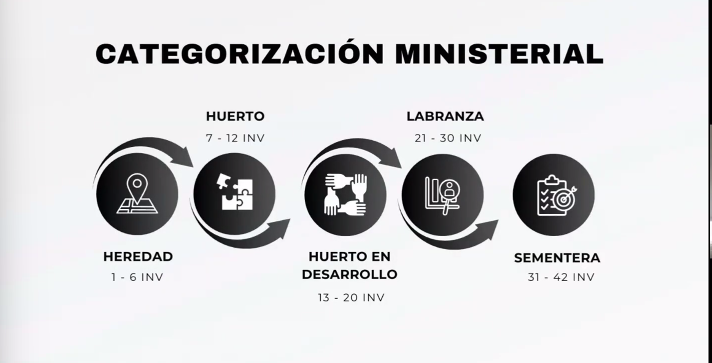 CATEGORIZACIÓN MINISTERIAL
HEREDAD
1 - 6 INV
HUERTO
7 - 12 INV
HUERTO EN
DESARROLLO
13 - 20 INV
LABRANZA
21 - 30 INV
SEMENTERA
31 - 42 INV